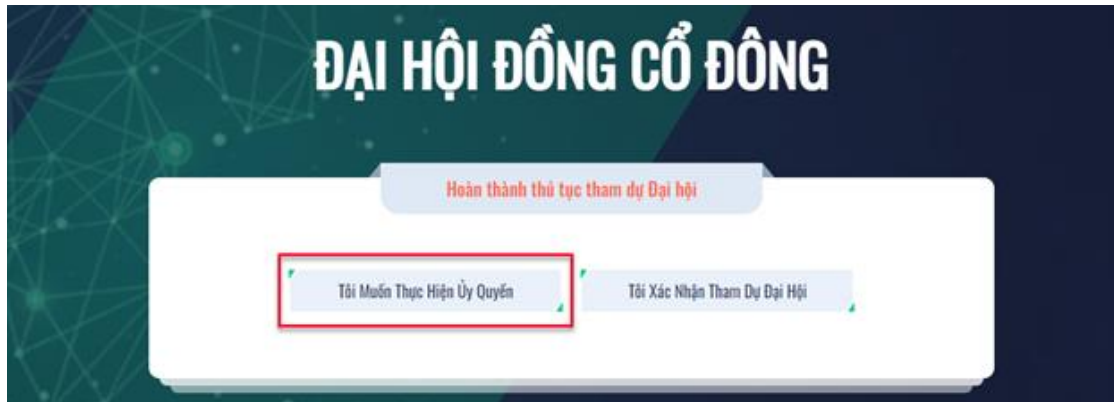 ĐẠI HỘI ĐỒNG CỔ ĐÔNG
Hoàn thành thủ tục tham dự Đại hội
Tôi Muốn Thực Hiện Ủy Quyền
Tôi Xác Nhận Tham Dự Đại Hội